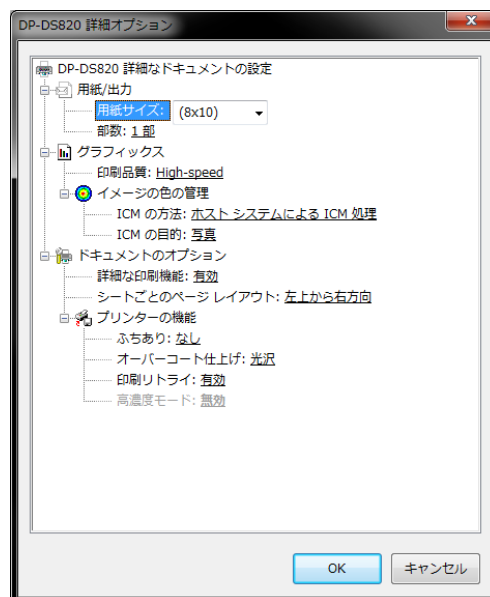 DP-DS820 詳細オプション
DP-DS820 詳細なドキュメントの設定
用紙/出力
用紙サイズ: (8x10)
部数: 1 部
グラフィックス
印刷品質: High-speed
イメージの色の管理
ICM の方法: ホスト システムによる ICM 処理
ICM の目的: 写真
ドキュメントのオプション
詳細な印刷機能: 有効
シートごとのページ レイアウト: 左上から右方向
プリンターの機能
ふちあり: なし
オーバーコート仕上げ: 光沢
印刷リトライ: 有効
高濃度モード: 無効
OK
キャンセル